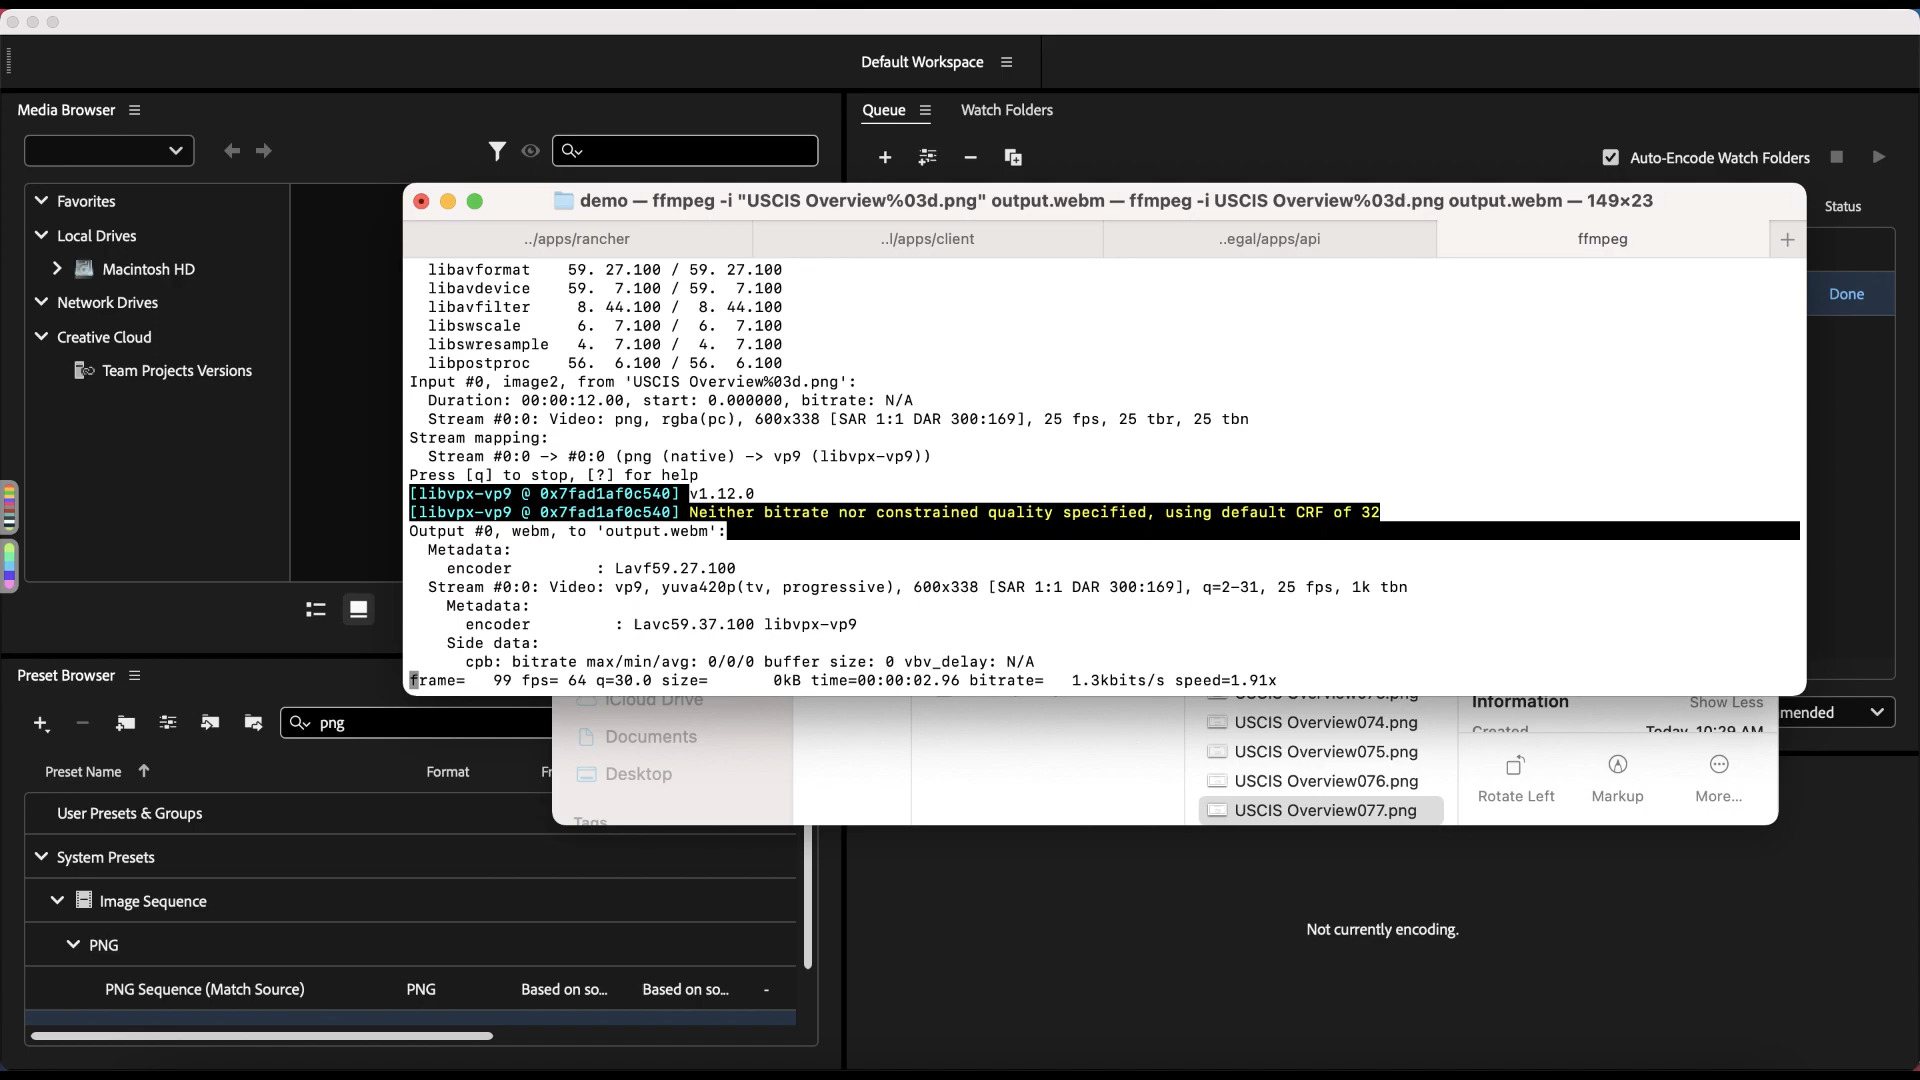 Default Workspace
Media Browser
Queue
Watch Folders
Auto-Encode Watch Folders
Favorites
Local Drives
Macintosh HD
Network Drives
Creative Cloud
Team Projects Versions
Status
Done
demo — ffmpeg -i "USCIS Overview%03d.png" output.webm — ffmpeg -i USCIS Overview%03d.png output.webm — 149×23
../apps/rancher
..l/apps/client
..egal/apps/api
ffmpeg
libavformat    59. 27.100 / 59. 27.100
libavdevice    59.  7.100 / 59.  7.100
libavfilter     8. 44.100 /  8. 44.100
libswscale      6.  7.100 /  6.  7.100
libswresample   4.  7.100 /  4.  7.100
libpostproc    56.  6.100 / 56.  6.100
Input #0, image2, from 'USCIS Overview%03d.png':
Duration: 00:00:12.00, start: 0.000000, bitrate: N/A
Stream #0:0: Video: png, rgba(pc), 600x338 [SAR 1:1 DAR 300:169], 25 fps, 25 tbr, 25 tbn
Stream mapping:
Stream #0:0 -> #0:0 (png (native) -> vp9 (libvpx-vp9))
Press [q] to stop, [?] for help
[libvpx-vp9 @ 0x7fad1af0c540] v1.12.0
[libvpx-vp9 @ 0x7fad1af0c540] Neither bitrate nor constrained quality specified, using default CRF of 32
Output #0, webm, to 'output.webm':
Metadata:
encoder         : Lavf59.27.100
Stream #0:0: Video: vp9, yuva420p(tv, progressive), 600x338 [SAR 1:1 DAR 300:169], q=2-31, 25 fps, 1k tbn
Metadata:
encoder         : Lavc59.37.100 libvpx-vp9
Side data:
cpb: bitrate max/min/avg: 0/0/0 buffer size: 0 vbv_delay: N/A
frame=   99 fps= 64 q=30.0 size=       0kB time=00:00:02.96 bitrate=   1.3kbits/s speed=1.91x
iCloud Drive
Documents
Desktop
Tags
USCIS Overview073.png
USCIS Overview074.png
USCIS Overview075.png
USCIS Overview076.png
USCIS Overview077.png
Information
Show Less
Created
Today, 10:29 AM
Rotate Left
Markup
More...
mended
Preset Browser
png
Preset Name
Format
Fr
User Presets & Groups
System Presets
Image Sequence
PNG
PNG Sequence (Match Source)
PNG
Based on so...
Based on so...
-
Not currently encoding.